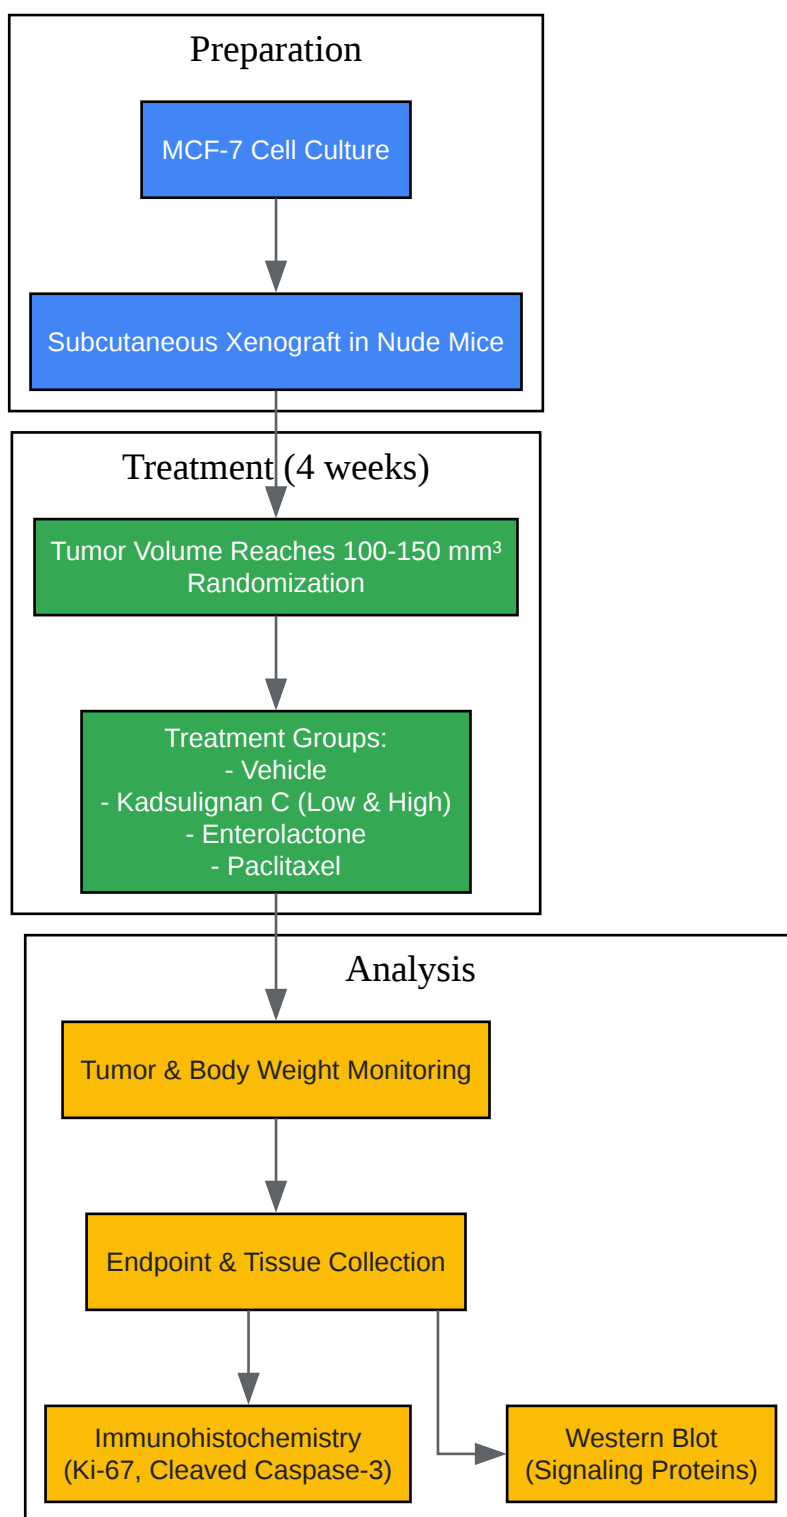 Preparation
MCF-7 Cell Culture
Subcutaneous Xenograft in Nude Mice
Treatment (4 weeks)
Tumor Volume Reaches 100-150 mm³
Randomization
Treatment Groups:
- Vehicle
- Kadsulignan C (Low & High)
- Enterolactone
- Paclitaxel
Analysis
Tumor & Body Weight Monitoring
Endpoint & Tissue Collection
Immunohistochemistry
(Ki-67, Cleaved Caspase-3)
Western Blot
(Signaling Proteins)